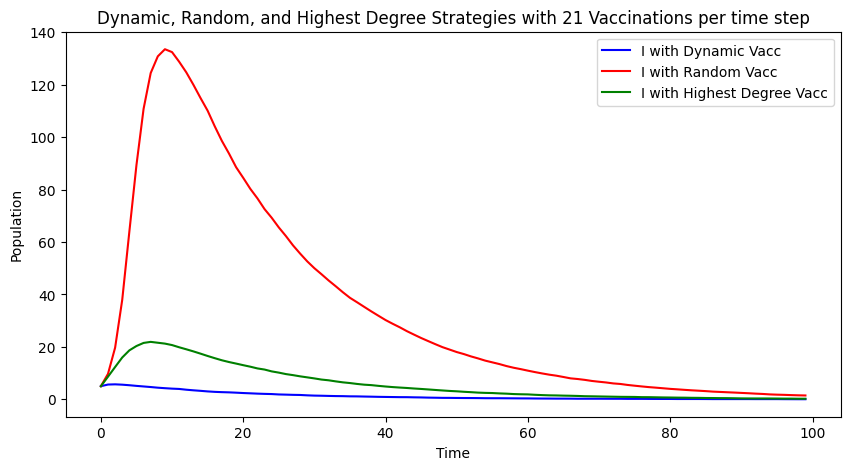 Dynamic, Random, and Highest Degree Strategies with 21 Vaccinations per time step
140
120
100
80
60
40
20
0
Population
I with Dynamic Vacc
I with Random Vacc
I with Highest Degree Vacc
0
20
40
60
80
100
Time